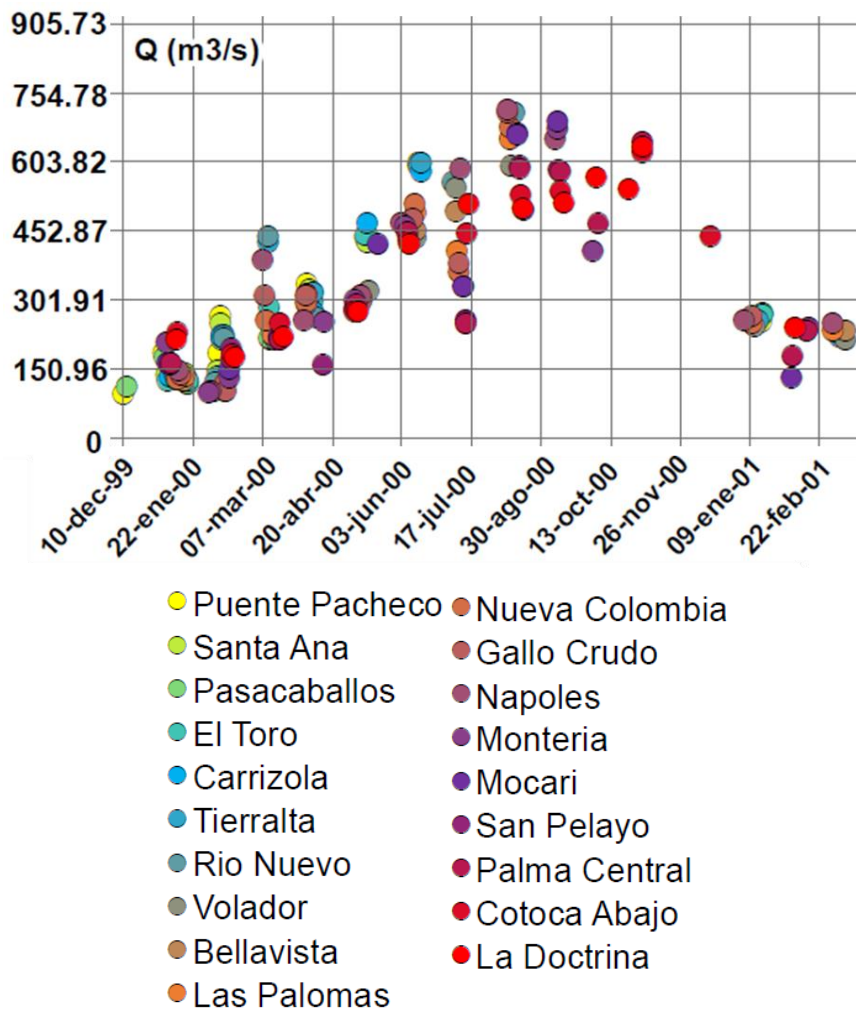 905.73
Q (m3/s)
754.78
603.82
452.87
301.91
150.96
0
10-dec-99
22-ene-00
07-mar-00
20-abr-00
03-jun-00
17-jul-00
30-ago-00
13-oct-00
26-nov-00
09-ene-01
22-feb-01
Puente Pacheco
Santa Ana
Pasacaballos
El Toro
Carrizola
Tierralta
Rio Nuevo
Volador
Bellavista
Las Palomas
Nueva Colombia
Gallo Crudo
Napoles
Monteria
Mocari
San Pelayo
Palma Central
Cotoca Abajo
La Doctrina